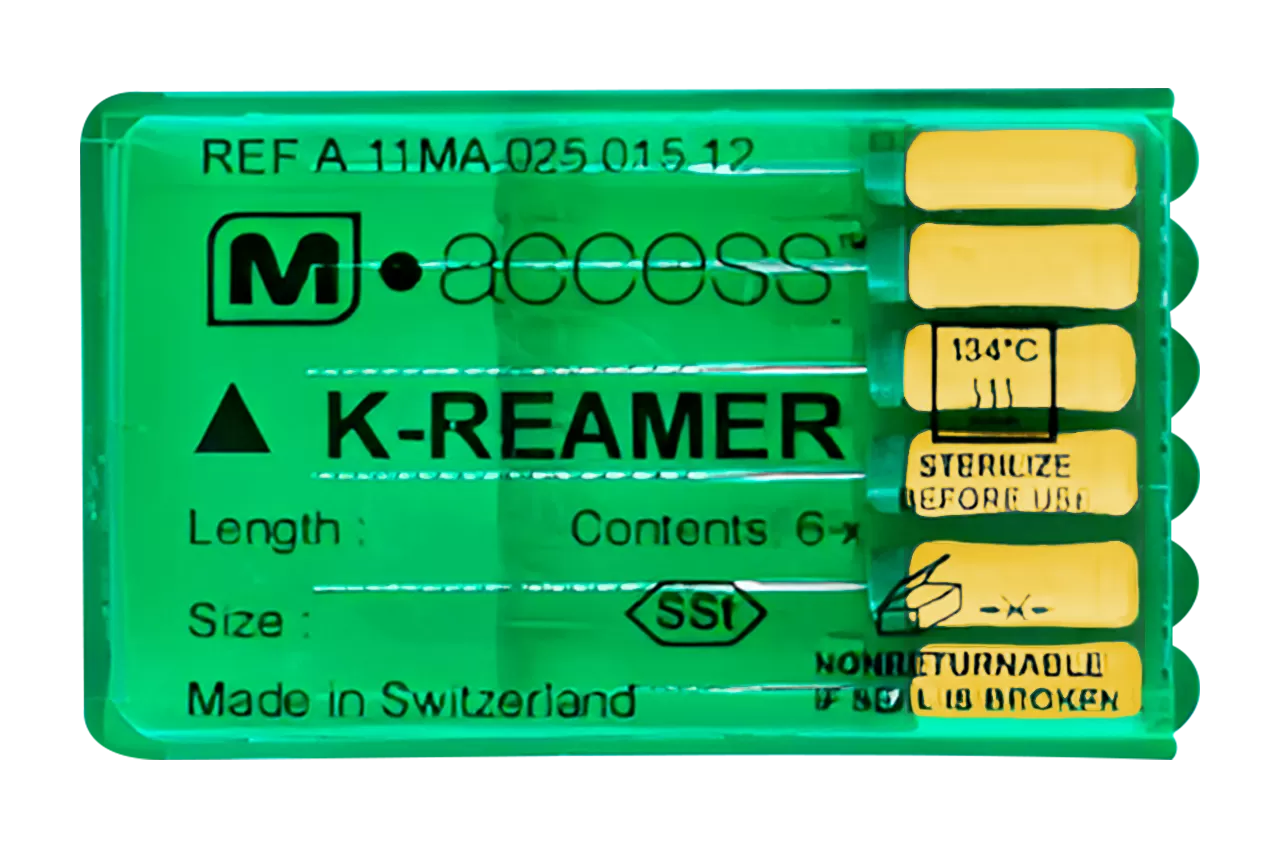 REF A 11MA 025 015 12
M•access™
K-REAMER
134°C
STERILIZE
BEFORE USE
Length :
Contents 6-x
Size :
SSt
Made in Switzerland
NONRETURNABLE
IF SEAL IS BROKEN